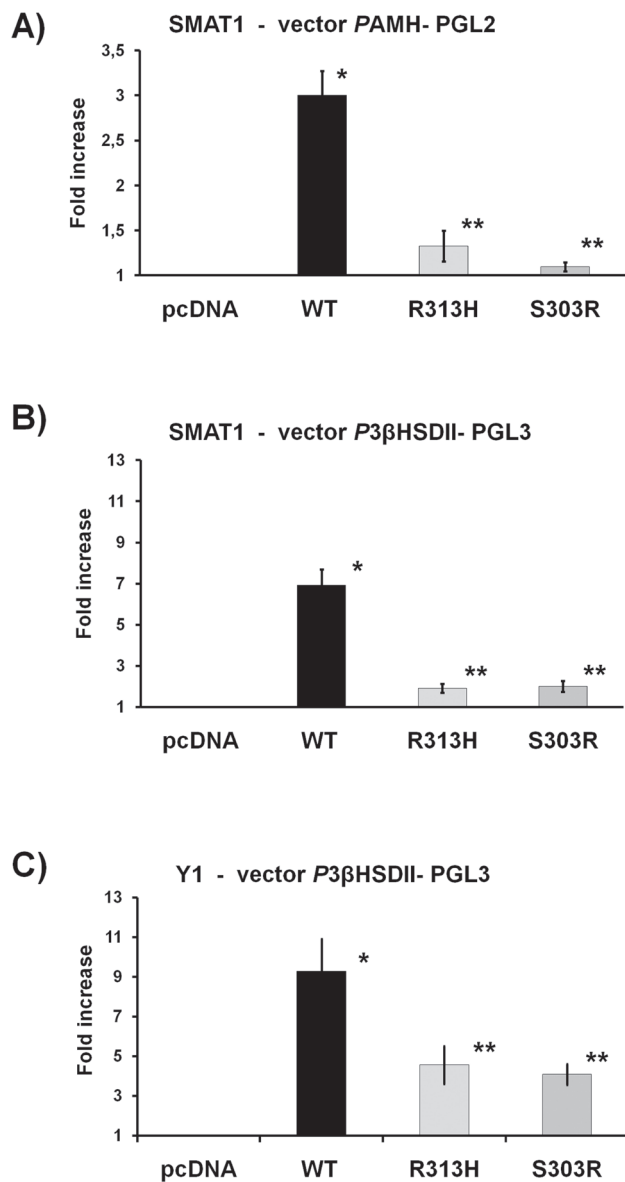 A)
SMAT1 - vector PAMH- PGL2
Fold increase
3,5
3
2,5
2
1,5
1
*
**
**
pcDNA WT R313H S303R
B)
SMAT1 - vector P3βHSDII- PGL3
Fold increase
13
11
9
7
5
3
1
*
**
**
pcDNA WT R313H S303R
C)
Y1 - vector P3βHSDII- PGL3
Fold increase
13
11
9
7
5
3
1
*
**
**
pcDNA WT R313H S303R